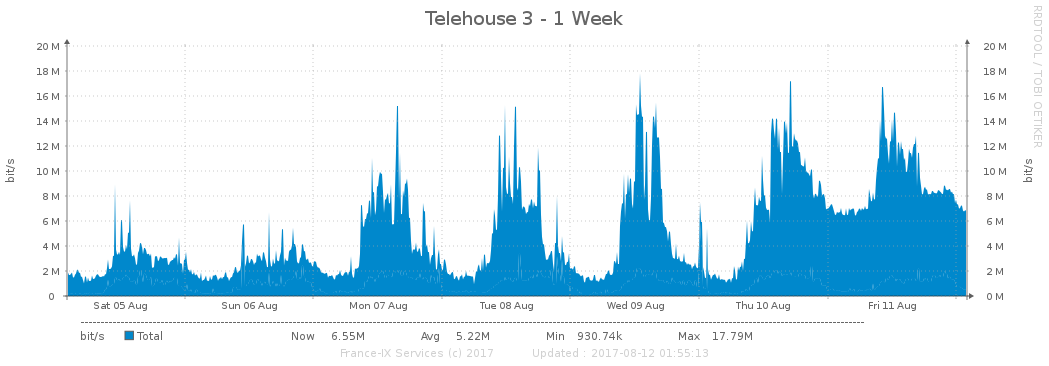 Telehouse 3 - 1 Week
RRDTOOL / TOBI OETIKER
bit/s
20 M 20 M
18 M 18 M
16 M 16 M
14 M 14 M
12 M 12 M
10 M 10 M
8 M 8 M
6 M 6 M
4 M 4 M
2 M 2 M
0 0 M
bit/s
Sat 05 Aug Sun 06 Aug Mon 07 Aug Tue 08 Aug Wed 09 Aug Thu 10 Aug Fri 11 Aug
bit/s Total Now 6.55M Avg 5.22M Min 930.74k Max 17.79M
France-IX Services (c) 2017 Updated : 2017-08-12 01:55:13